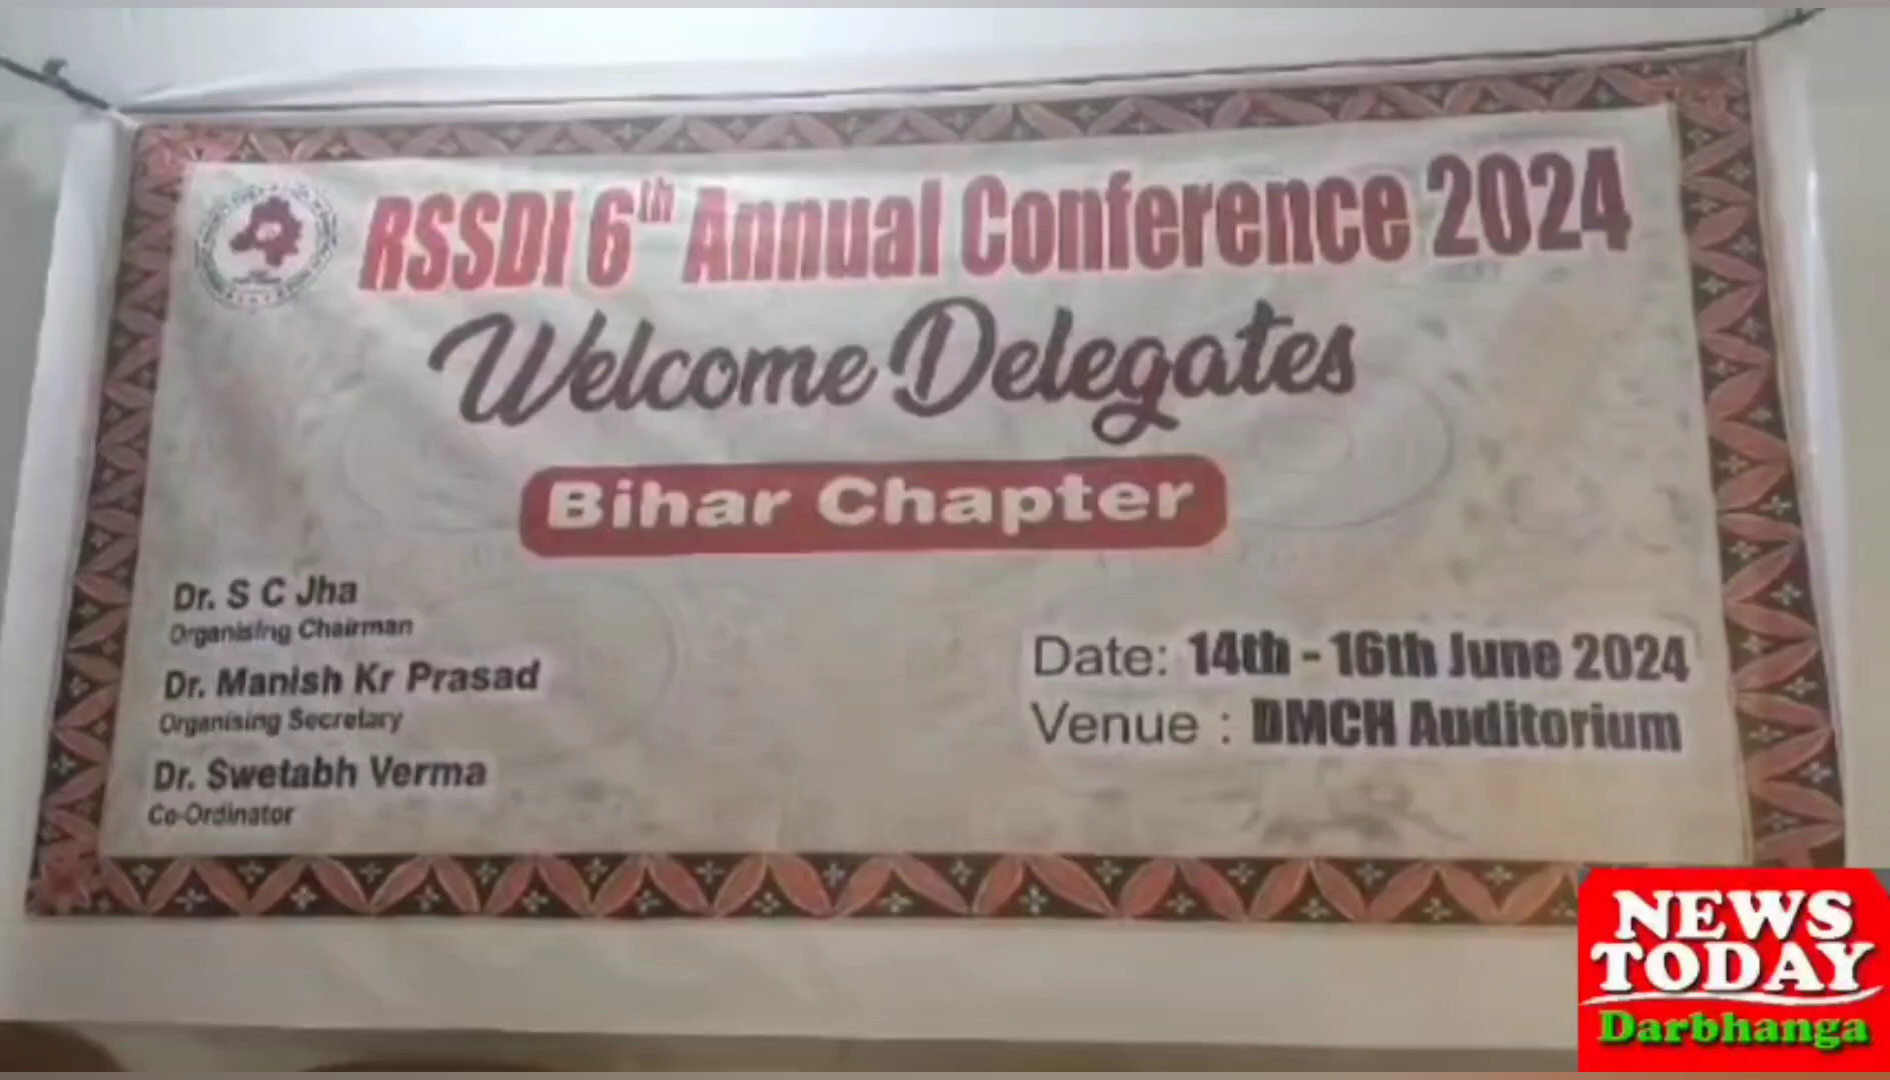 RSSDI 6th Annual Conference 2024
Welcome Delegates
Bihar Chapter
Dr. S C Jha
Organising Chairman
Dr. Manish Kr Prasad
Organising Secretary
Dr. Swetabh Verma
Co-Ordinator
Date: 14th - 16th June 2024
Venue : DMCH Auditorium
NEWS
TODAY
Darbhanga